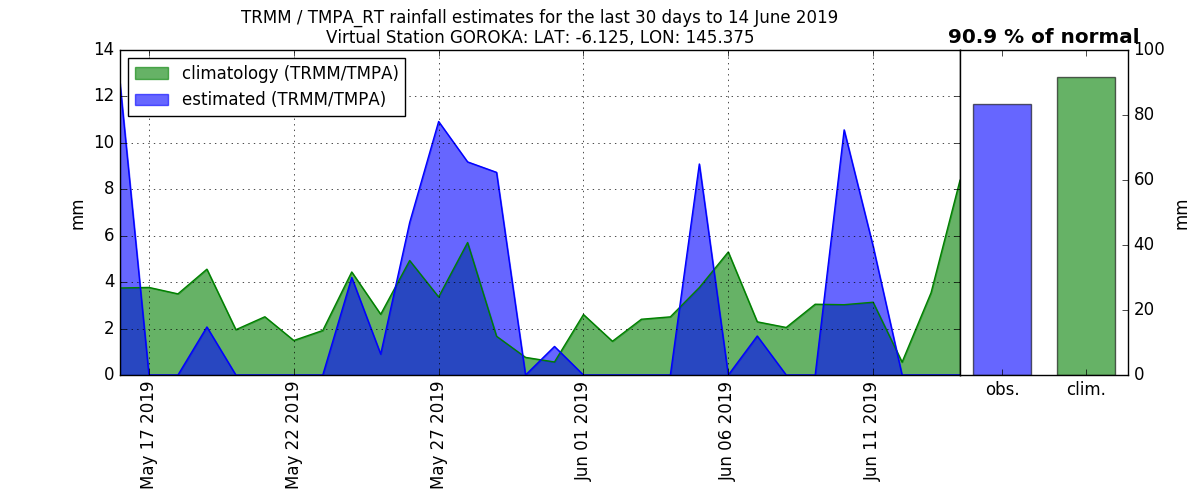 TRMM / TMPA_RT rainfall estimates for the last 30 days to 14 June 2019
Virtual Station GOROKA: LAT: -6.125, LON: 145.375
90.9 % of normal
climatology (TRMM/TMPA)
estimated (TRMM/TMPA)
14
12
10
8
6
4
2
0
mm
May 17 2019
May 22 2019
May 27 2019
Jun 01 2019
Jun 06 2019
Jun 11 2019
100
80
60
40
20
0
mm
obs.
clim.